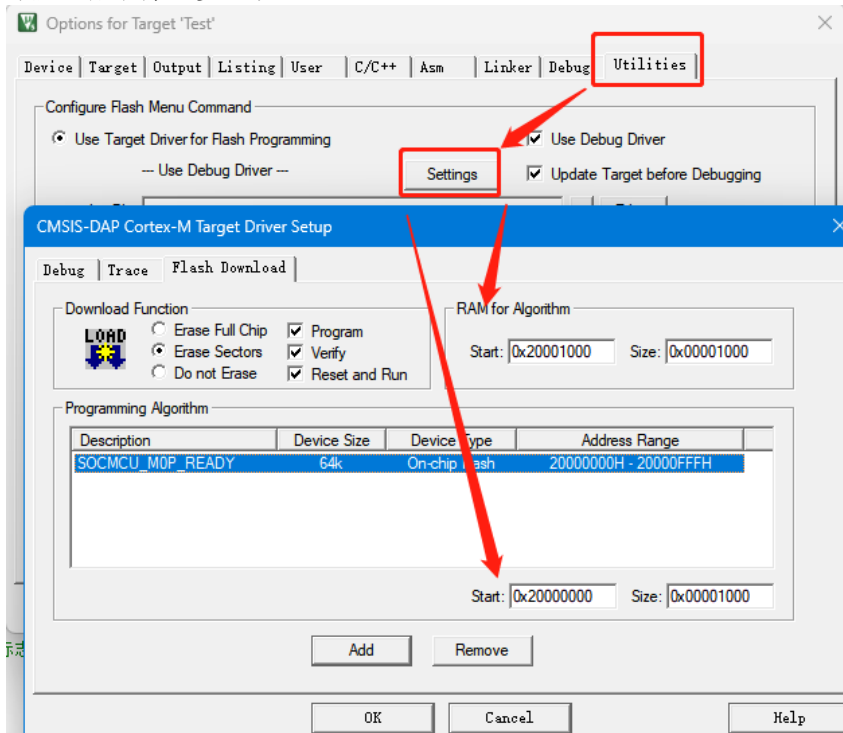 Options for Target 'Test'
Device Target Output Listing User C/C++ Asm Linker Debug Utilities
Configure Flash Menu Command
Use Target Driver for Flash Programming
Use Debug Driver
--- Use Debug Driver ---
Settings
Update Target before Debugging
CMSIS-DAP Cortex-M Target Driver Setup
Debug Trace Flash Download
Download Function
LOAD
Erase Full Chip
Program
Erase Sectors
Verify
Do not Erase
Reset and Run
RAM for Algorithm
Start: 0x20001000 Size: 0x00001000
Programming Algorithm
Description Device Size Device Type Address Range
SOCMCU_M0P_READY 64k On-chip Flash 20000000H - 20000FFFH
Start: 0x20000000 Size: 0x00001000
Add Remove
OK Cancel Help